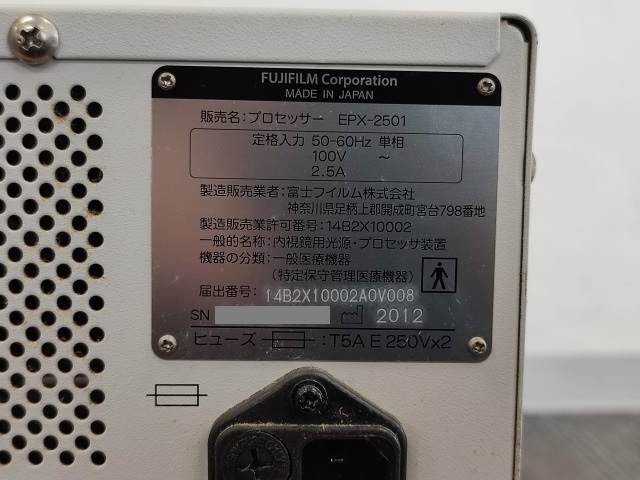 FUJIFILM Corporation
MADE IN JAPAN
販売名：プロセッサー EPX-2501
定格入力 50-60Hz 単相
100V ～
2.5A
製造販売業者：富士フイルム株式会社
神奈川県足柄上郡開成町宮台798番地
製造販売業許可番号：14B2X10002
一般的名称：内視鏡用光源・プロセッサ装置
機器の分類：一般医療機器
（特定保守管理医療機器）
届出番号：14B2X10002A0V008
SN 2012
ヒューズ ：T5A E 250V×2